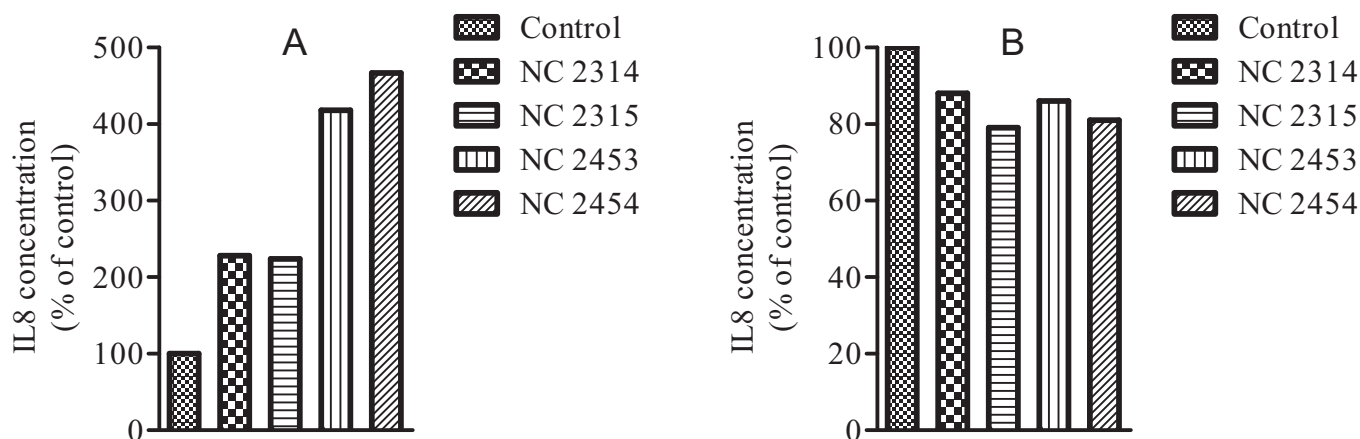 A
500
400
300
200
100
0
IL8 concentration
(% of control)
Control
NC 2314
NC 2315
NC 2453
NC 2454
B
100
80
60
40
20
0
IL8 concentration
(% of control)
Control
NC 2314
NC 2315
NC 2453
NC 2454